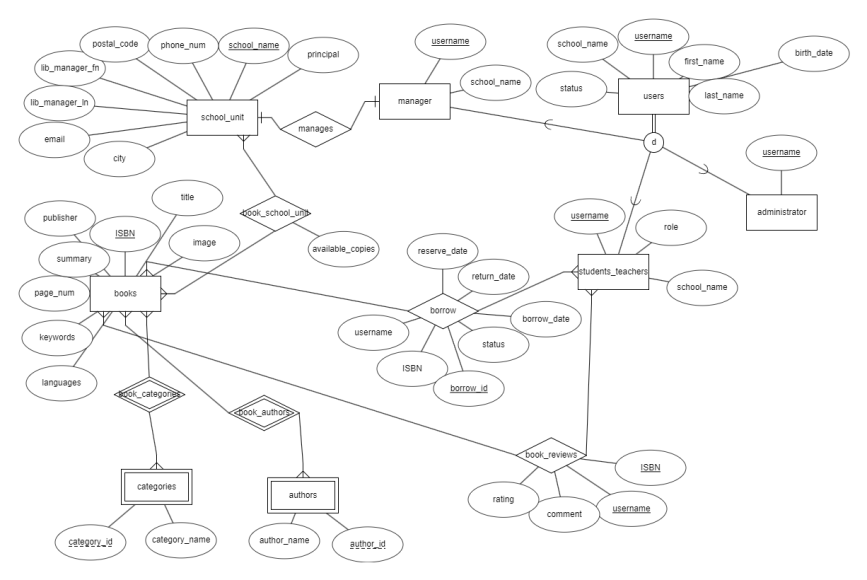 postal_code
phone_num
school_name
principal
lib_manager_fn
lib_manager_ln
email
city
school_unit
manages
username
school_name
manager
school_name
username
first_name
birth_date
status
last_name
users
d
username
administrator
title
publisher
ISBN
summary
image
page_num
keywords
languages
books
book_school_unit
available_copies
reserve_date
return_date
borrow
borrow_date
username
status
ISBN
borrow_id
username
role
students_teachers
school_name
book_categories
book_authors
categories
category_id
category_name
authors
author_name
author_id
book_reviews
ISBN
rating
comment
username